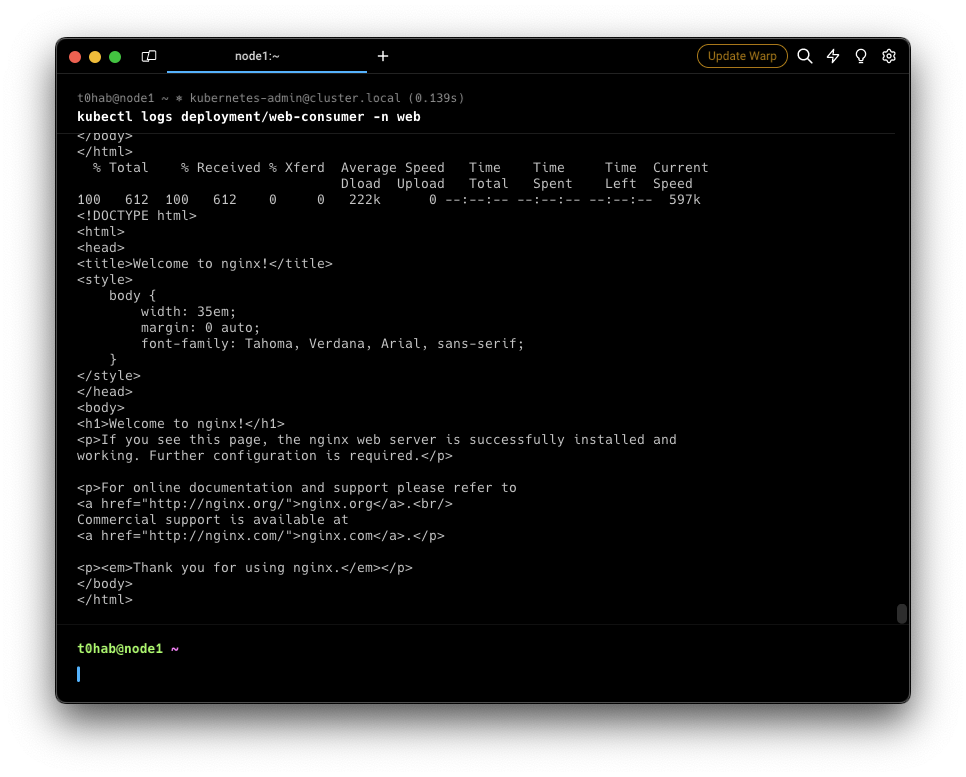 node1:~
Update Warp
t0hab@node1 ~ ⎈ kubernetes-admin@cluster.local (0.139s)
kubectl logs deployment/web-consumer -n web
</body>
</html>
  % Total    % Received % Xferd  Average Speed   Time    Time     Time  Current
                                 Dload  Upload   Total   Spent    Left  Speed
100   612  100   612    0     0   222k      0 --:--:-- --:--:-- --:--:--  597k
<!DOCTYPE html>
<html>
<head>
<title>Welcome to nginx!</title>
<style>
    body {
        width: 35em;
        margin: 0 auto;
        font-family: Tahoma, Verdana, Arial, sans-serif;
    }
</style>
</head>
<body>
<h1>Welcome to nginx!</h1>
<p>If you see this page, the nginx web server is successfully installed and
working. Further configuration is required.</p>

<p>For online documentation and support please refer to
<a href="http://nginx.org/">nginx.org</a>.<br/>
Commercial support is available at
<a href="http://nginx.com/">nginx.com</a>.</p>

<p><em>Thank you for using nginx.</em></p>
</body>
</html>
t0hab@node1 ~